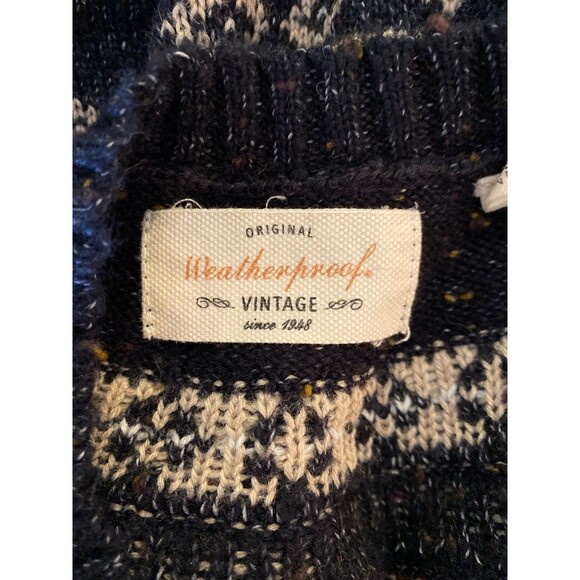 ORIGINAL
Weatherproof®
VINTAGE
since 1948